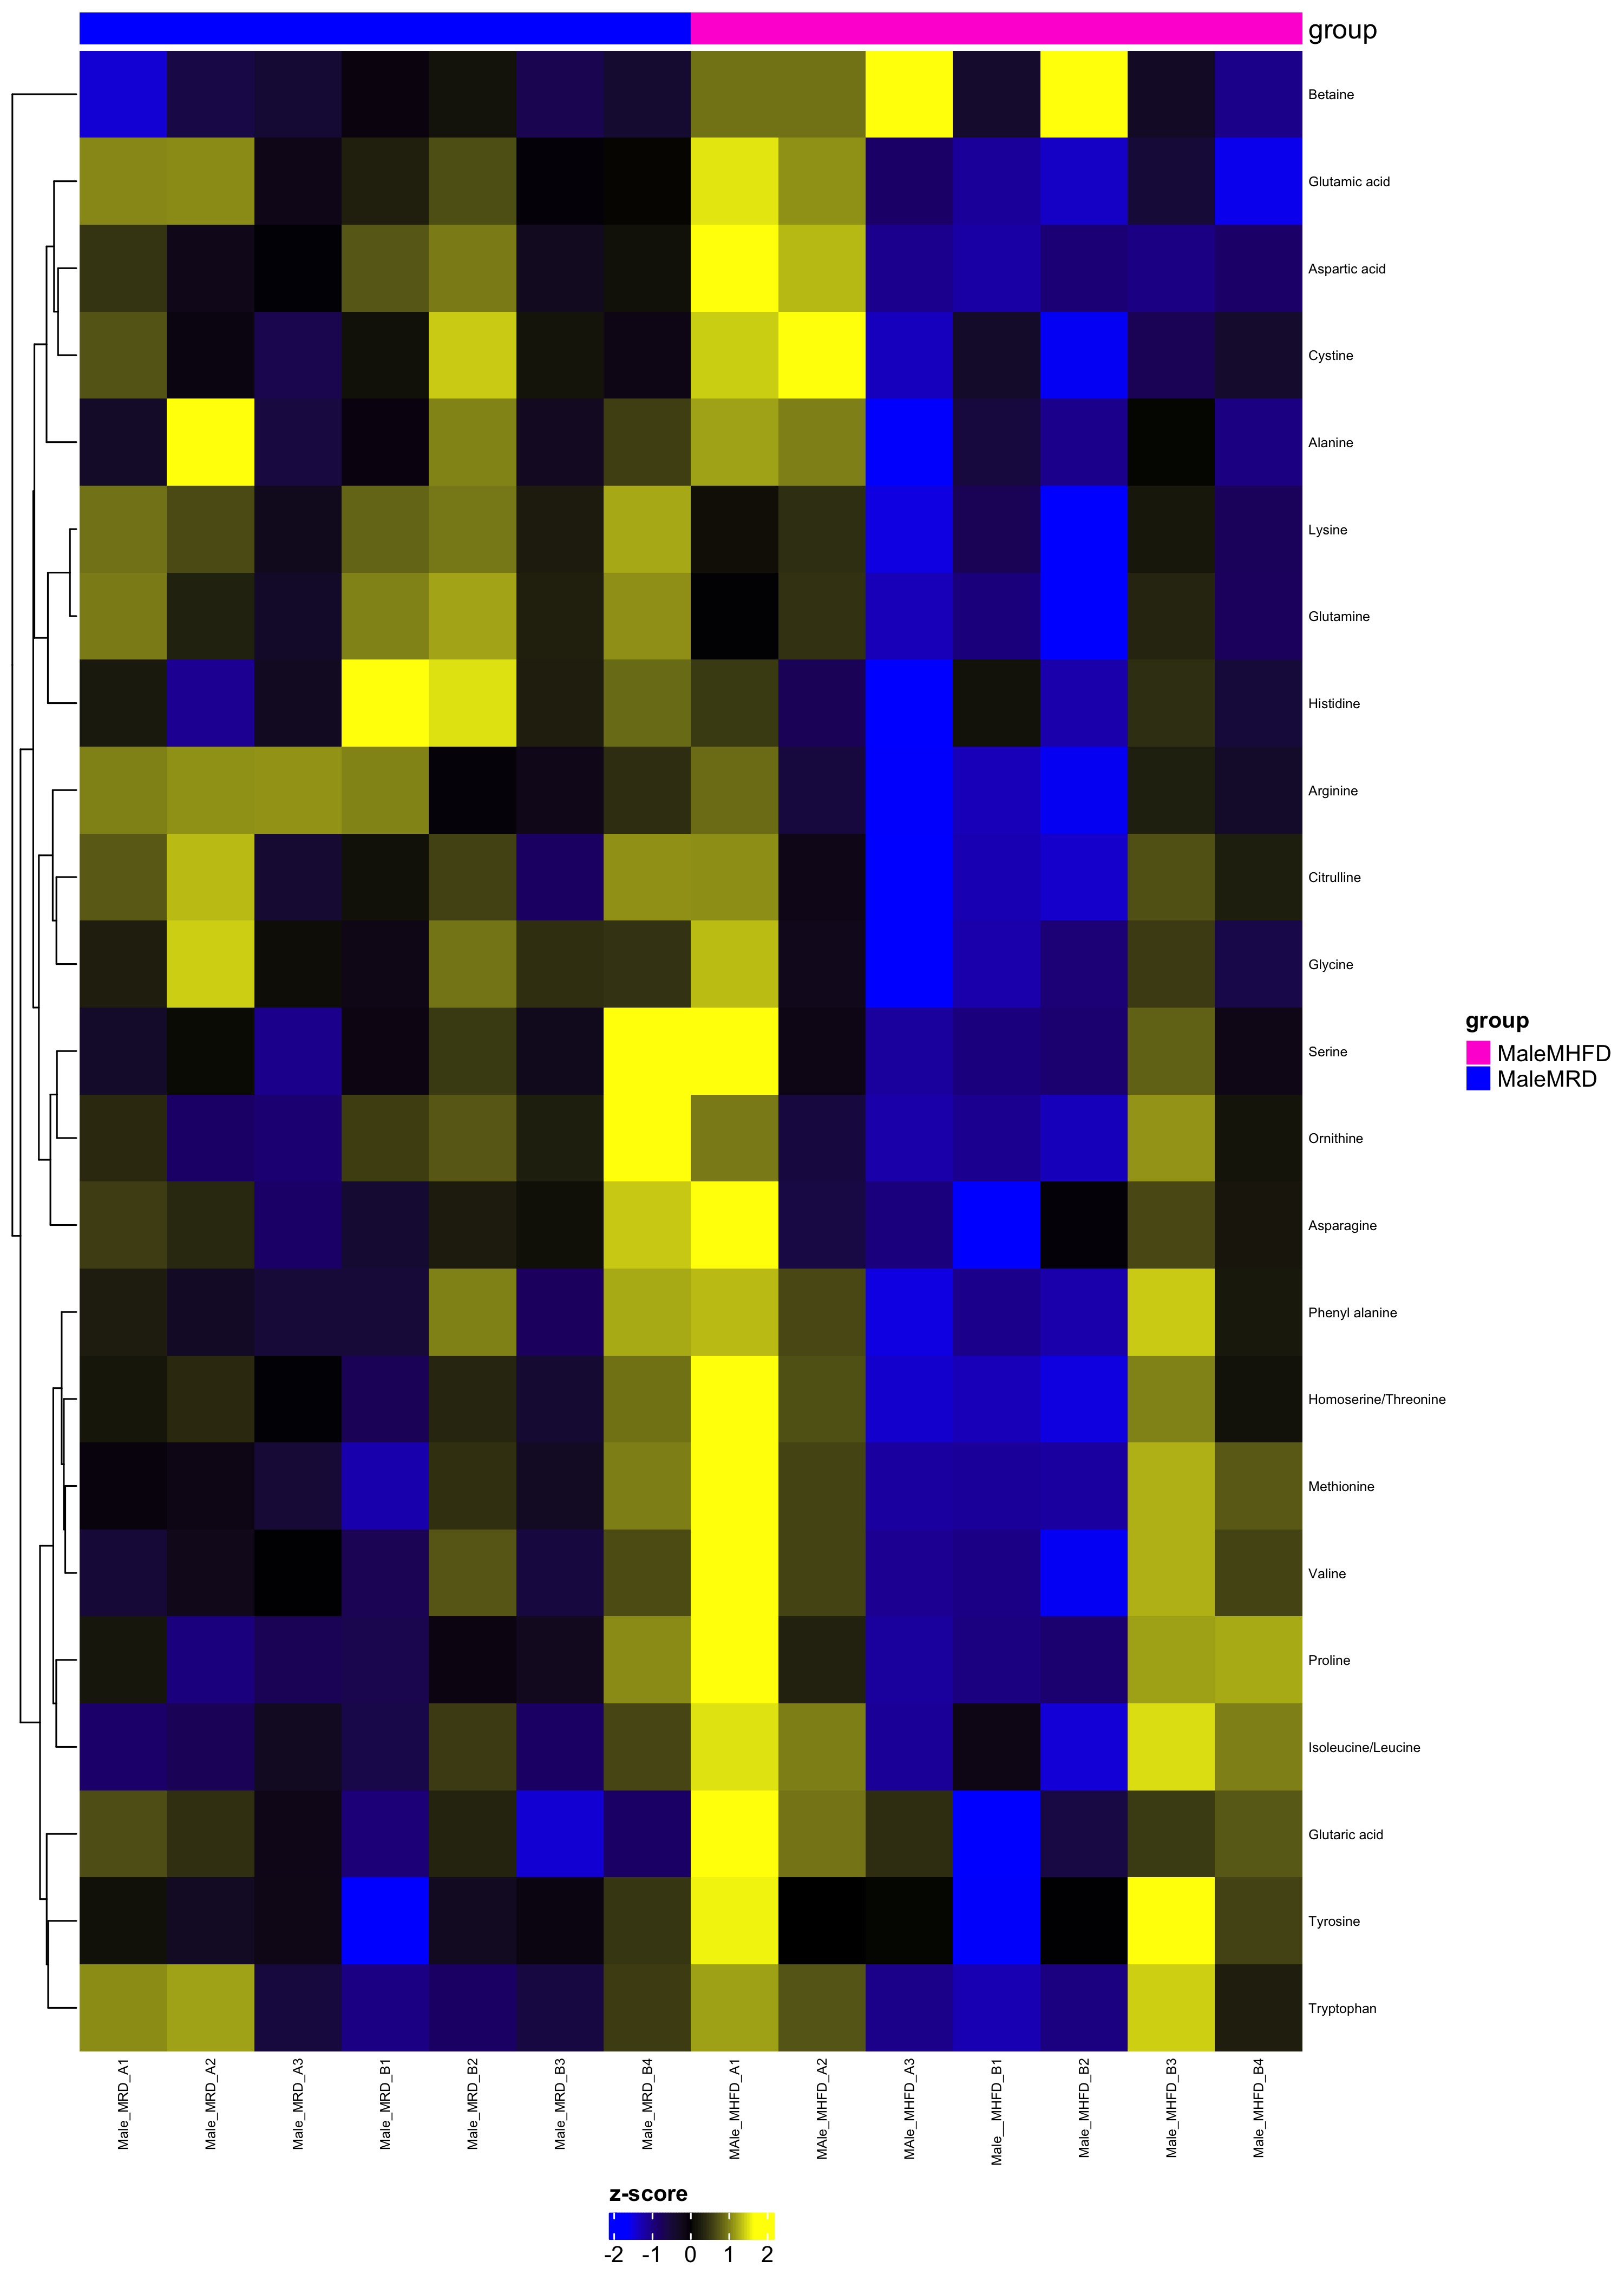 group
Betaine
Glutamic acid
Aspartic acid
Cystine
Alanine
Lysine
Glutamine
Histidine
Arginine
Citrulline
Glycine
Serine
Ornithine
Asparagine
Phenyl alanine
Homoserine/Threonine
Methionine
Valine
Proline
Isoleucine/Leucine
Glutaric acid
Tyrosine
Tryptophan
group
MaleMHFD
MaleMRD
Male_MRD_A1
Male_MRD_A2
Male_MRD_A3
Male_MRD_B1
Male_MRD_B2
Male_MRD_B3
Male_MRD_B4
MAle_MHFD_A1
MAle_MHFD_A2
MAle_MHFD_A3
Male__MHFD_B1
Male_MHFD_B2
Male_MHFD_B3
Male_MHFD_B4
z-score
-2 -1 0 1 2